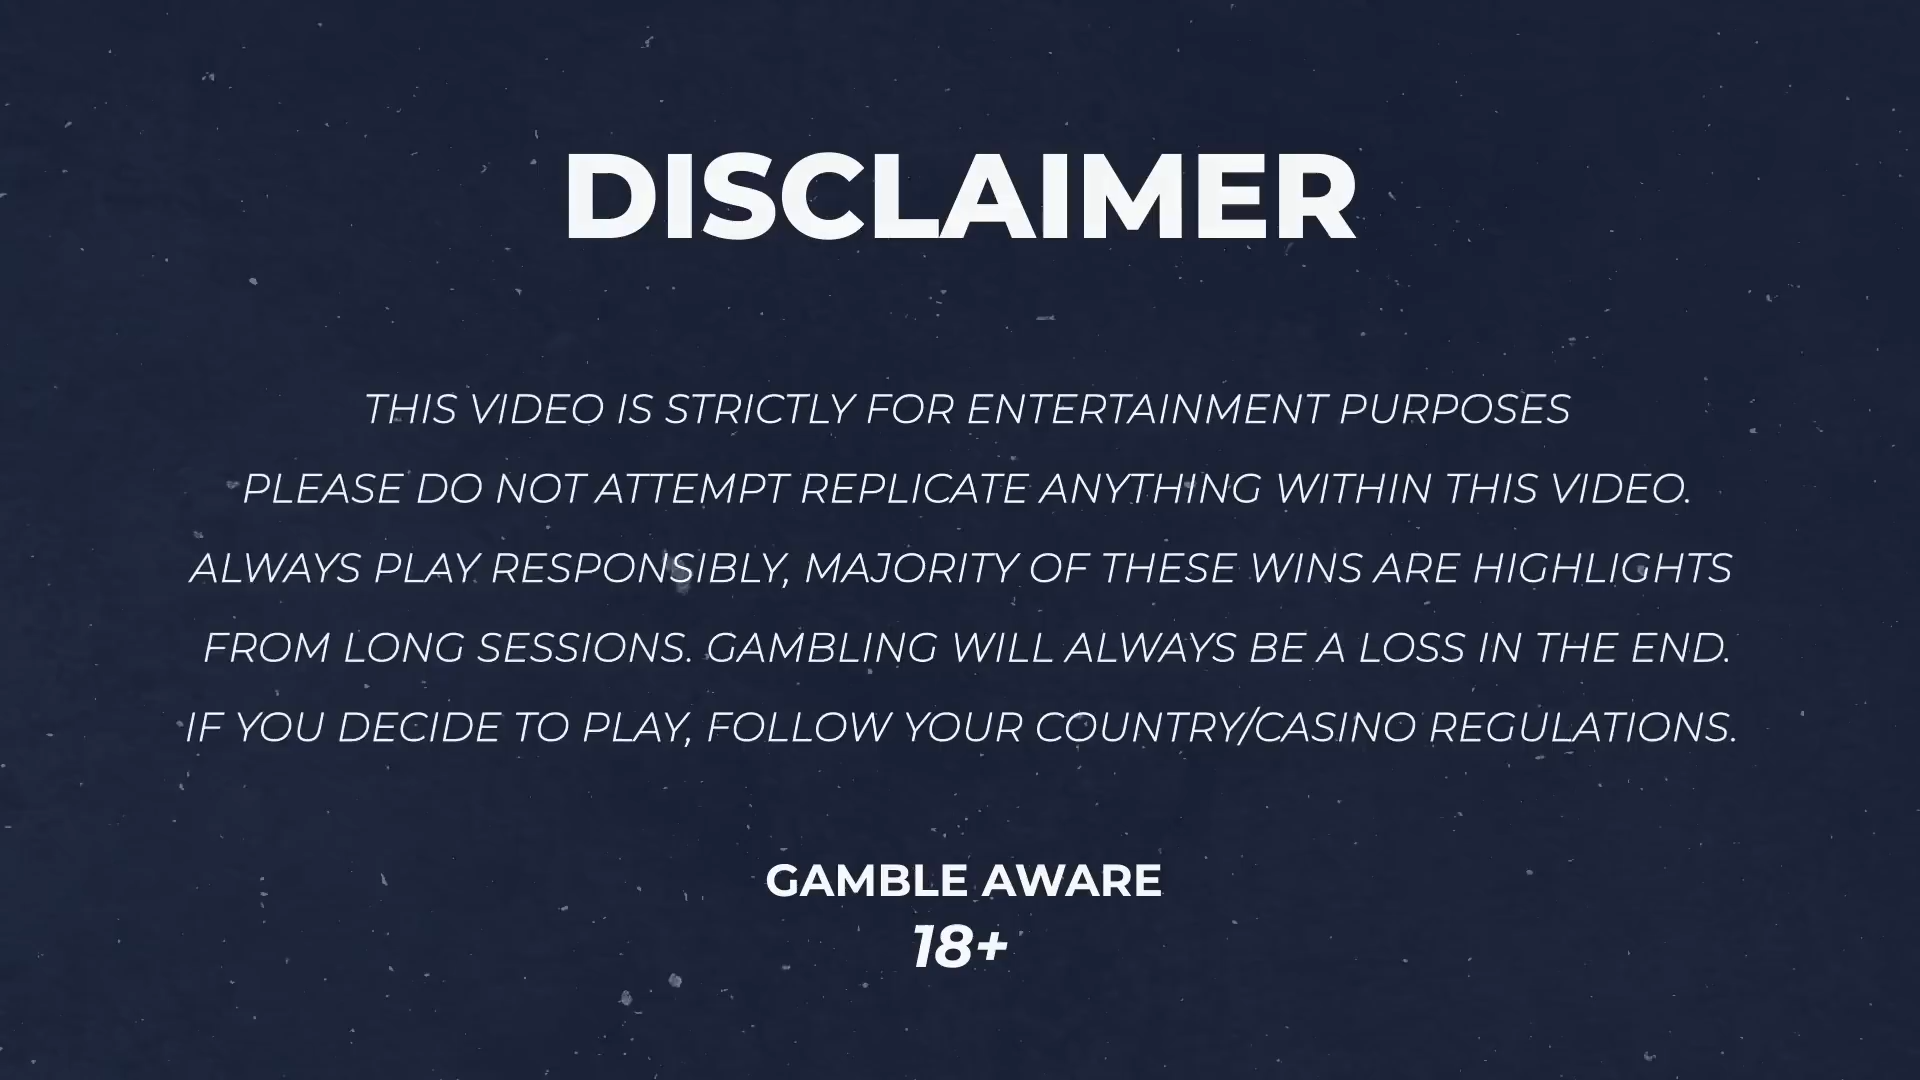 DISCLAIMER
THIS VIDEO IS STRICTLY FOR ENTERTAINMENT PURPOSES
PLEASE DO NOT ATTEMPT REPLICATE ANYTHING WITHIN THIS VIDEO.
ALWAYS PLAY RESPONSIBLY, MAJORITY OF THESE WINS ARE HIGHLIGHTS
FROM LONG SESSIONS. GAMBLING WILL ALWAYS BE A LOSS IN THE END.
IF YOU DECIDE TO PLAY, FOLLOW YOUR COUNTRY/CASINO REGULATIONS.
GAMBLE AWARE
18+